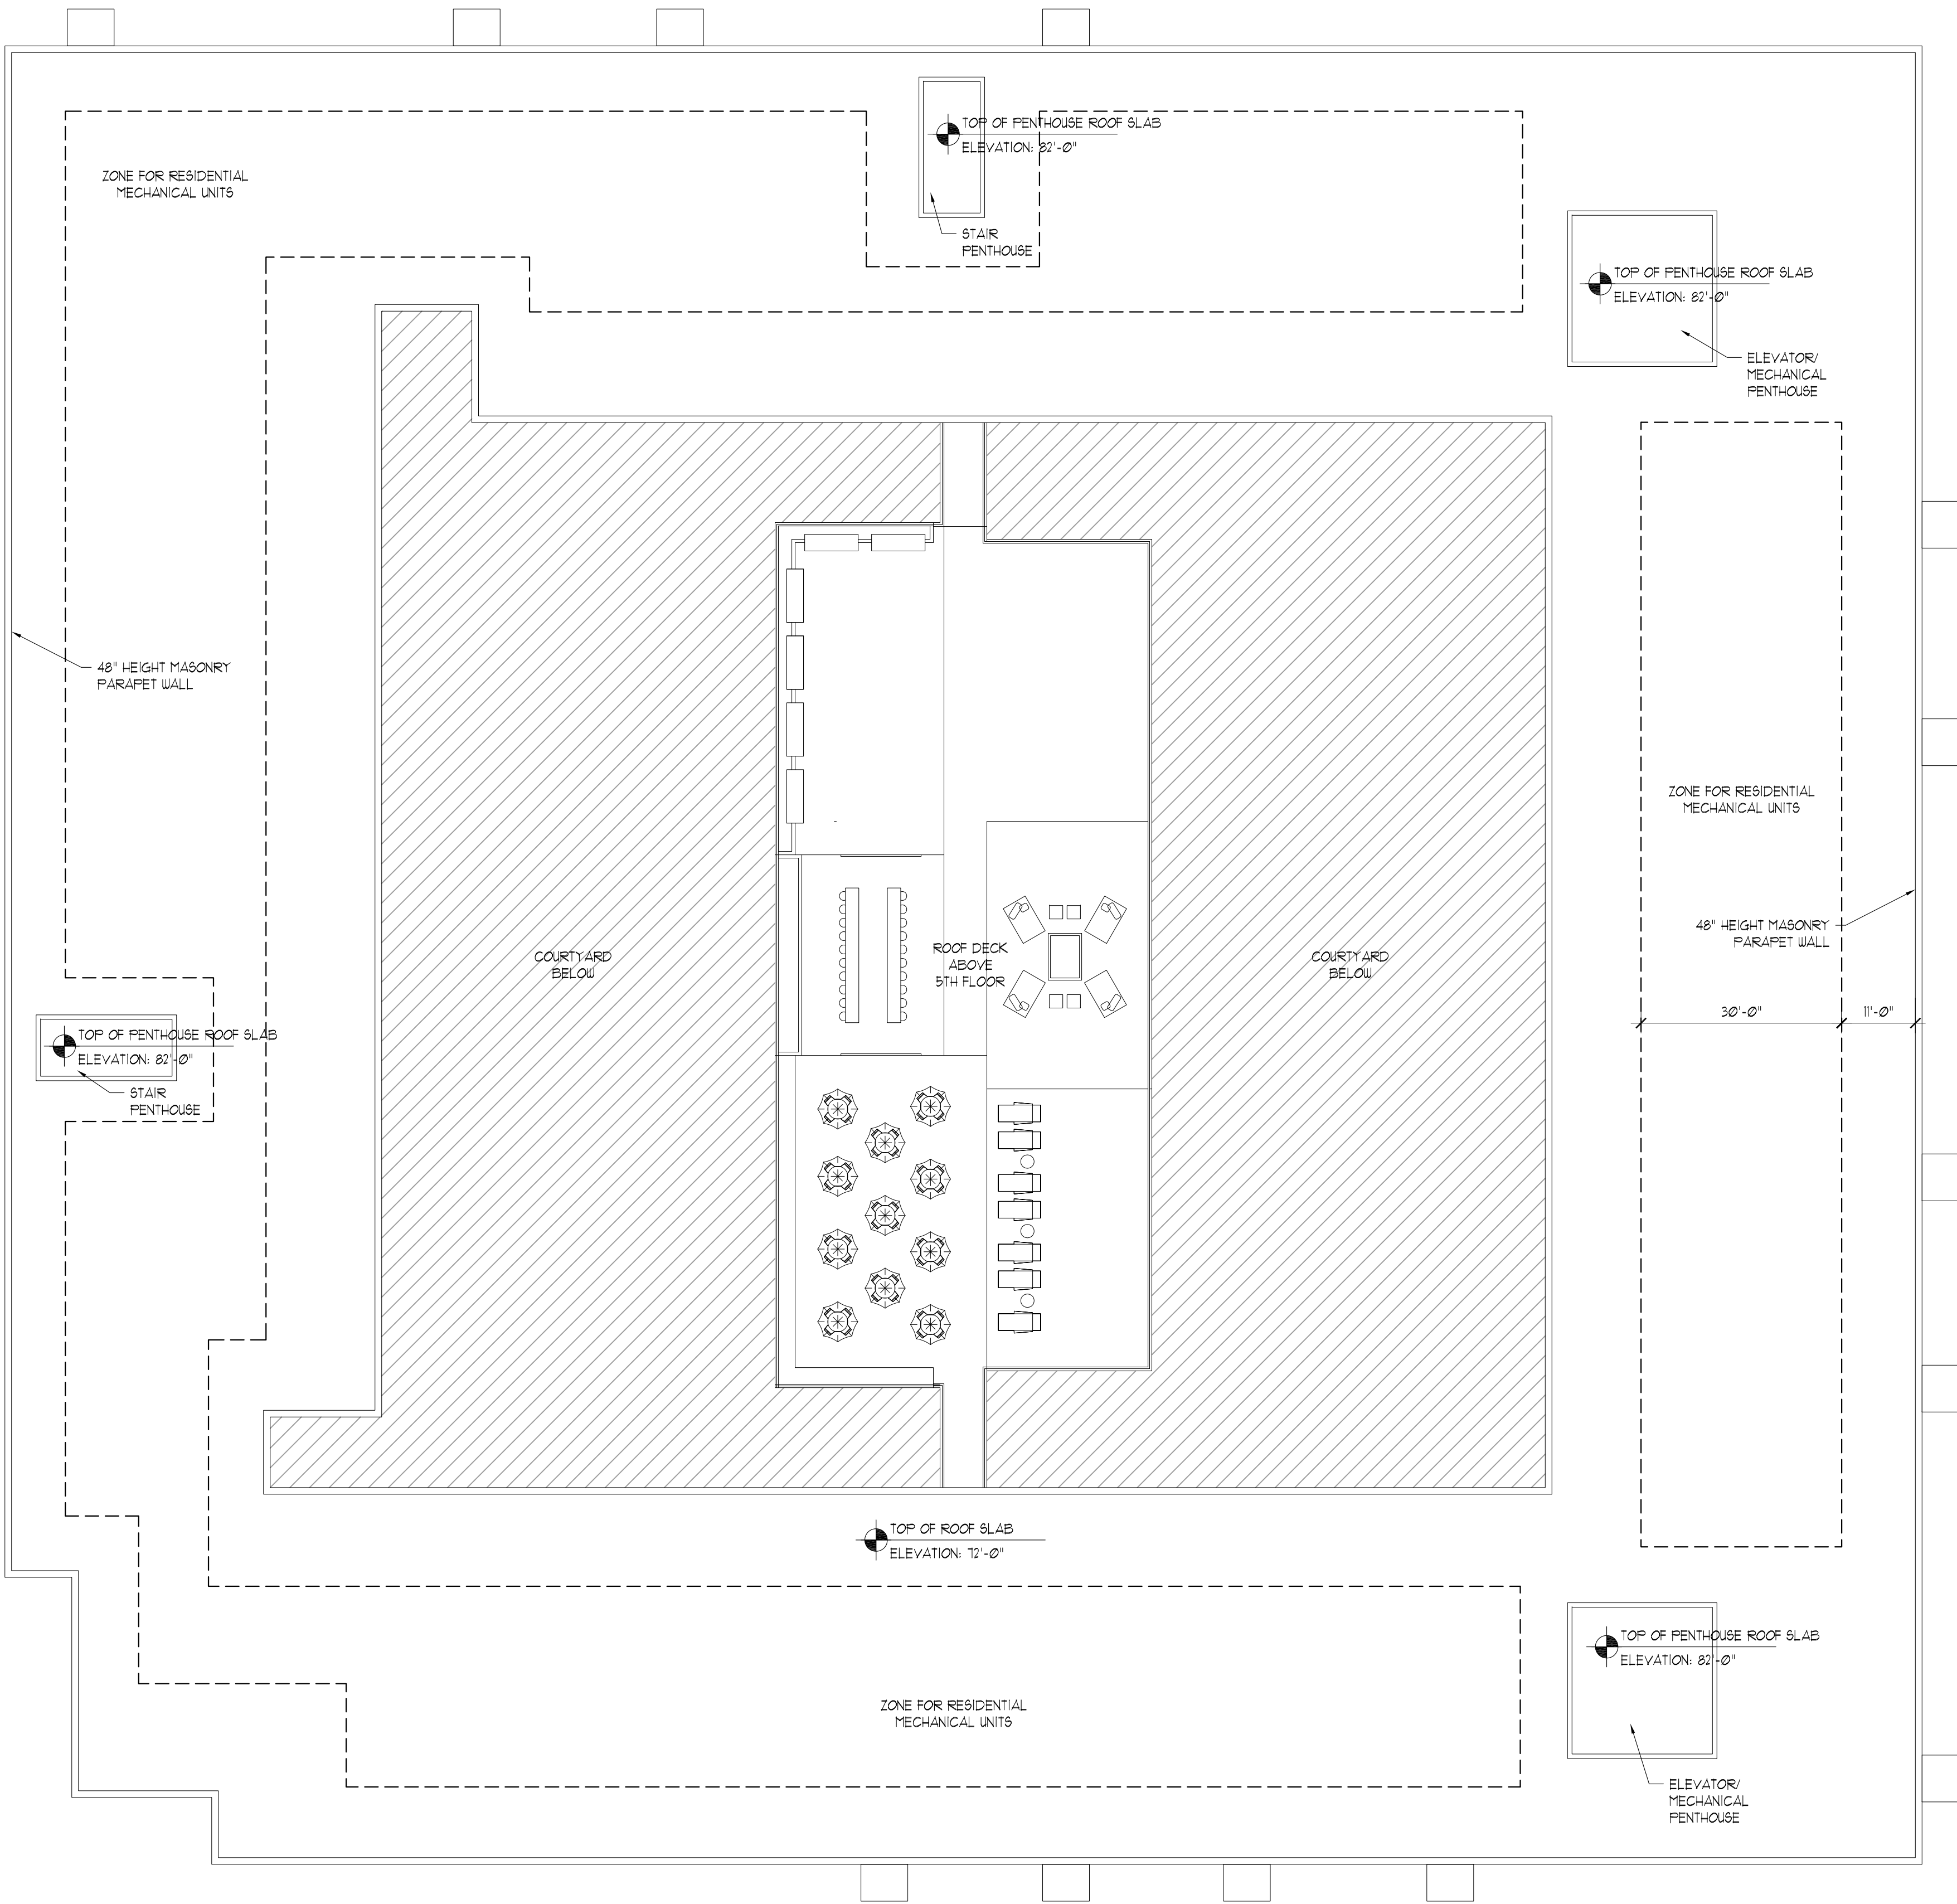 TOP OF PENTHOUSE ROOF SLAB
ELEVATION: 82'-0"
STAIR
PENTHOUSE
ZONE FOR RESIDENTIAL
MECHANICAL UNITS
TOP OF PENTHOUSE ROOF SLAB
ELEVATION: 82'-0"
ELEVATOR/
MECHANICAL
PENTHOUSE
48" HEIGHT MASONRY
PARAPET WALL
ZONE FOR RESIDENTIAL
MECHANICAL UNITS
COURTYARD
BELOW
ROOF DECK
ABOVE
5TH FLOOR
COURTYARD
BELOW
48" HEIGHT MASONRY
PARAPET WALL
30'-0"
11'-0"
TOP OF PENTHOUSE ROOF SLAB
ELEVATION: 82'-0"
STAIR
PENTHOUSE
TOP OF ROOF SLAB
ELEVATION: 72'-0"
TOP OF PENTHOUSE ROOF SLAB
ELEVATION: 82'-0"
ZONE FOR RESIDENTIAL
MECHANICAL UNITS
ELEVATOR/
MECHANICAL
PENTHOUSE